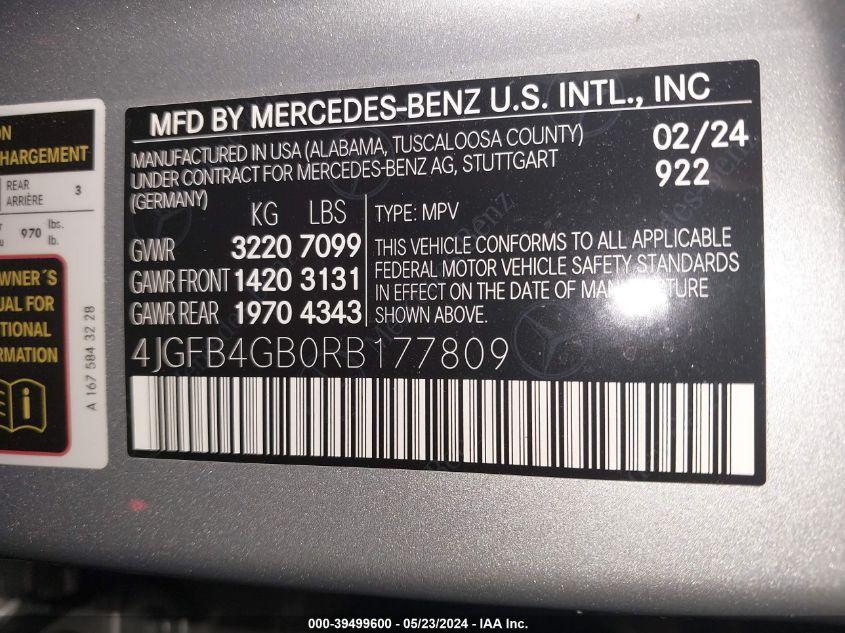 MFD BY MERCEDES-BENZ U.S. INTL., INC
MANUFACTURED IN USA (ALABAMA, TUSCALOOSA COUNTY)
UNDER CONTRACT FOR MERCEDES-BENZ AG, STUTTGART
(GERMANY)
02/24
922
KG LBS
GVWR 3220 7099
GAWR FRONT 1420 3131
GAWR REAR 1970 4343
TYPE: MPV
THIS VEHICLE CONFORMS TO ALL APPLICABLE
FEDERAL MOTOR VEHICLE SAFETY STANDARDS
IN EFFECT ON THE DATE OF MANUFACTURE
SHOWN ABOVE.
4JGFB4GB0RB177809
ON
CHARGEMENT
REAR 3
ARRIÈRE
970 lbs.
lb.
OWNER'S
UAL FOR
TIONAL
MATION
A 167 584 32 28
000-39499600 / 05/23/2024 - IAA Inc.